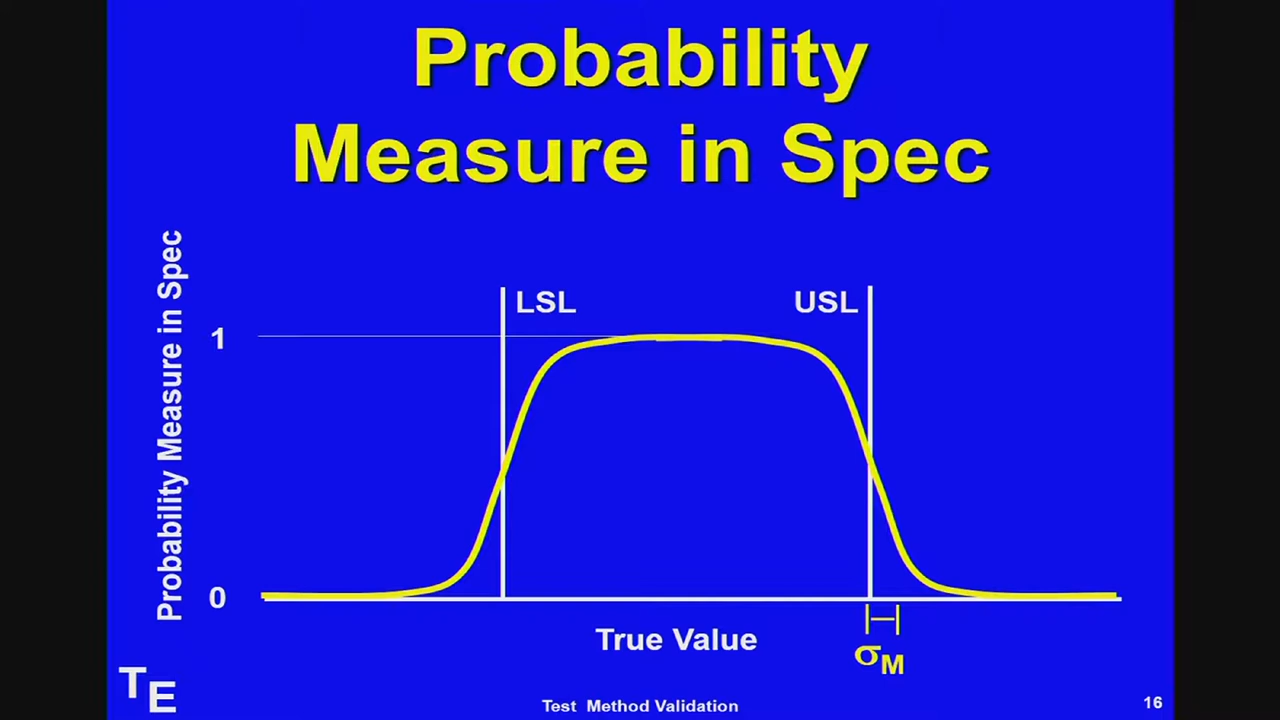 Probability
Measure in Spec
Probability Measure in Spec
LSL
USL
1
0
True Value
σM
TE
Test Method Validation
16